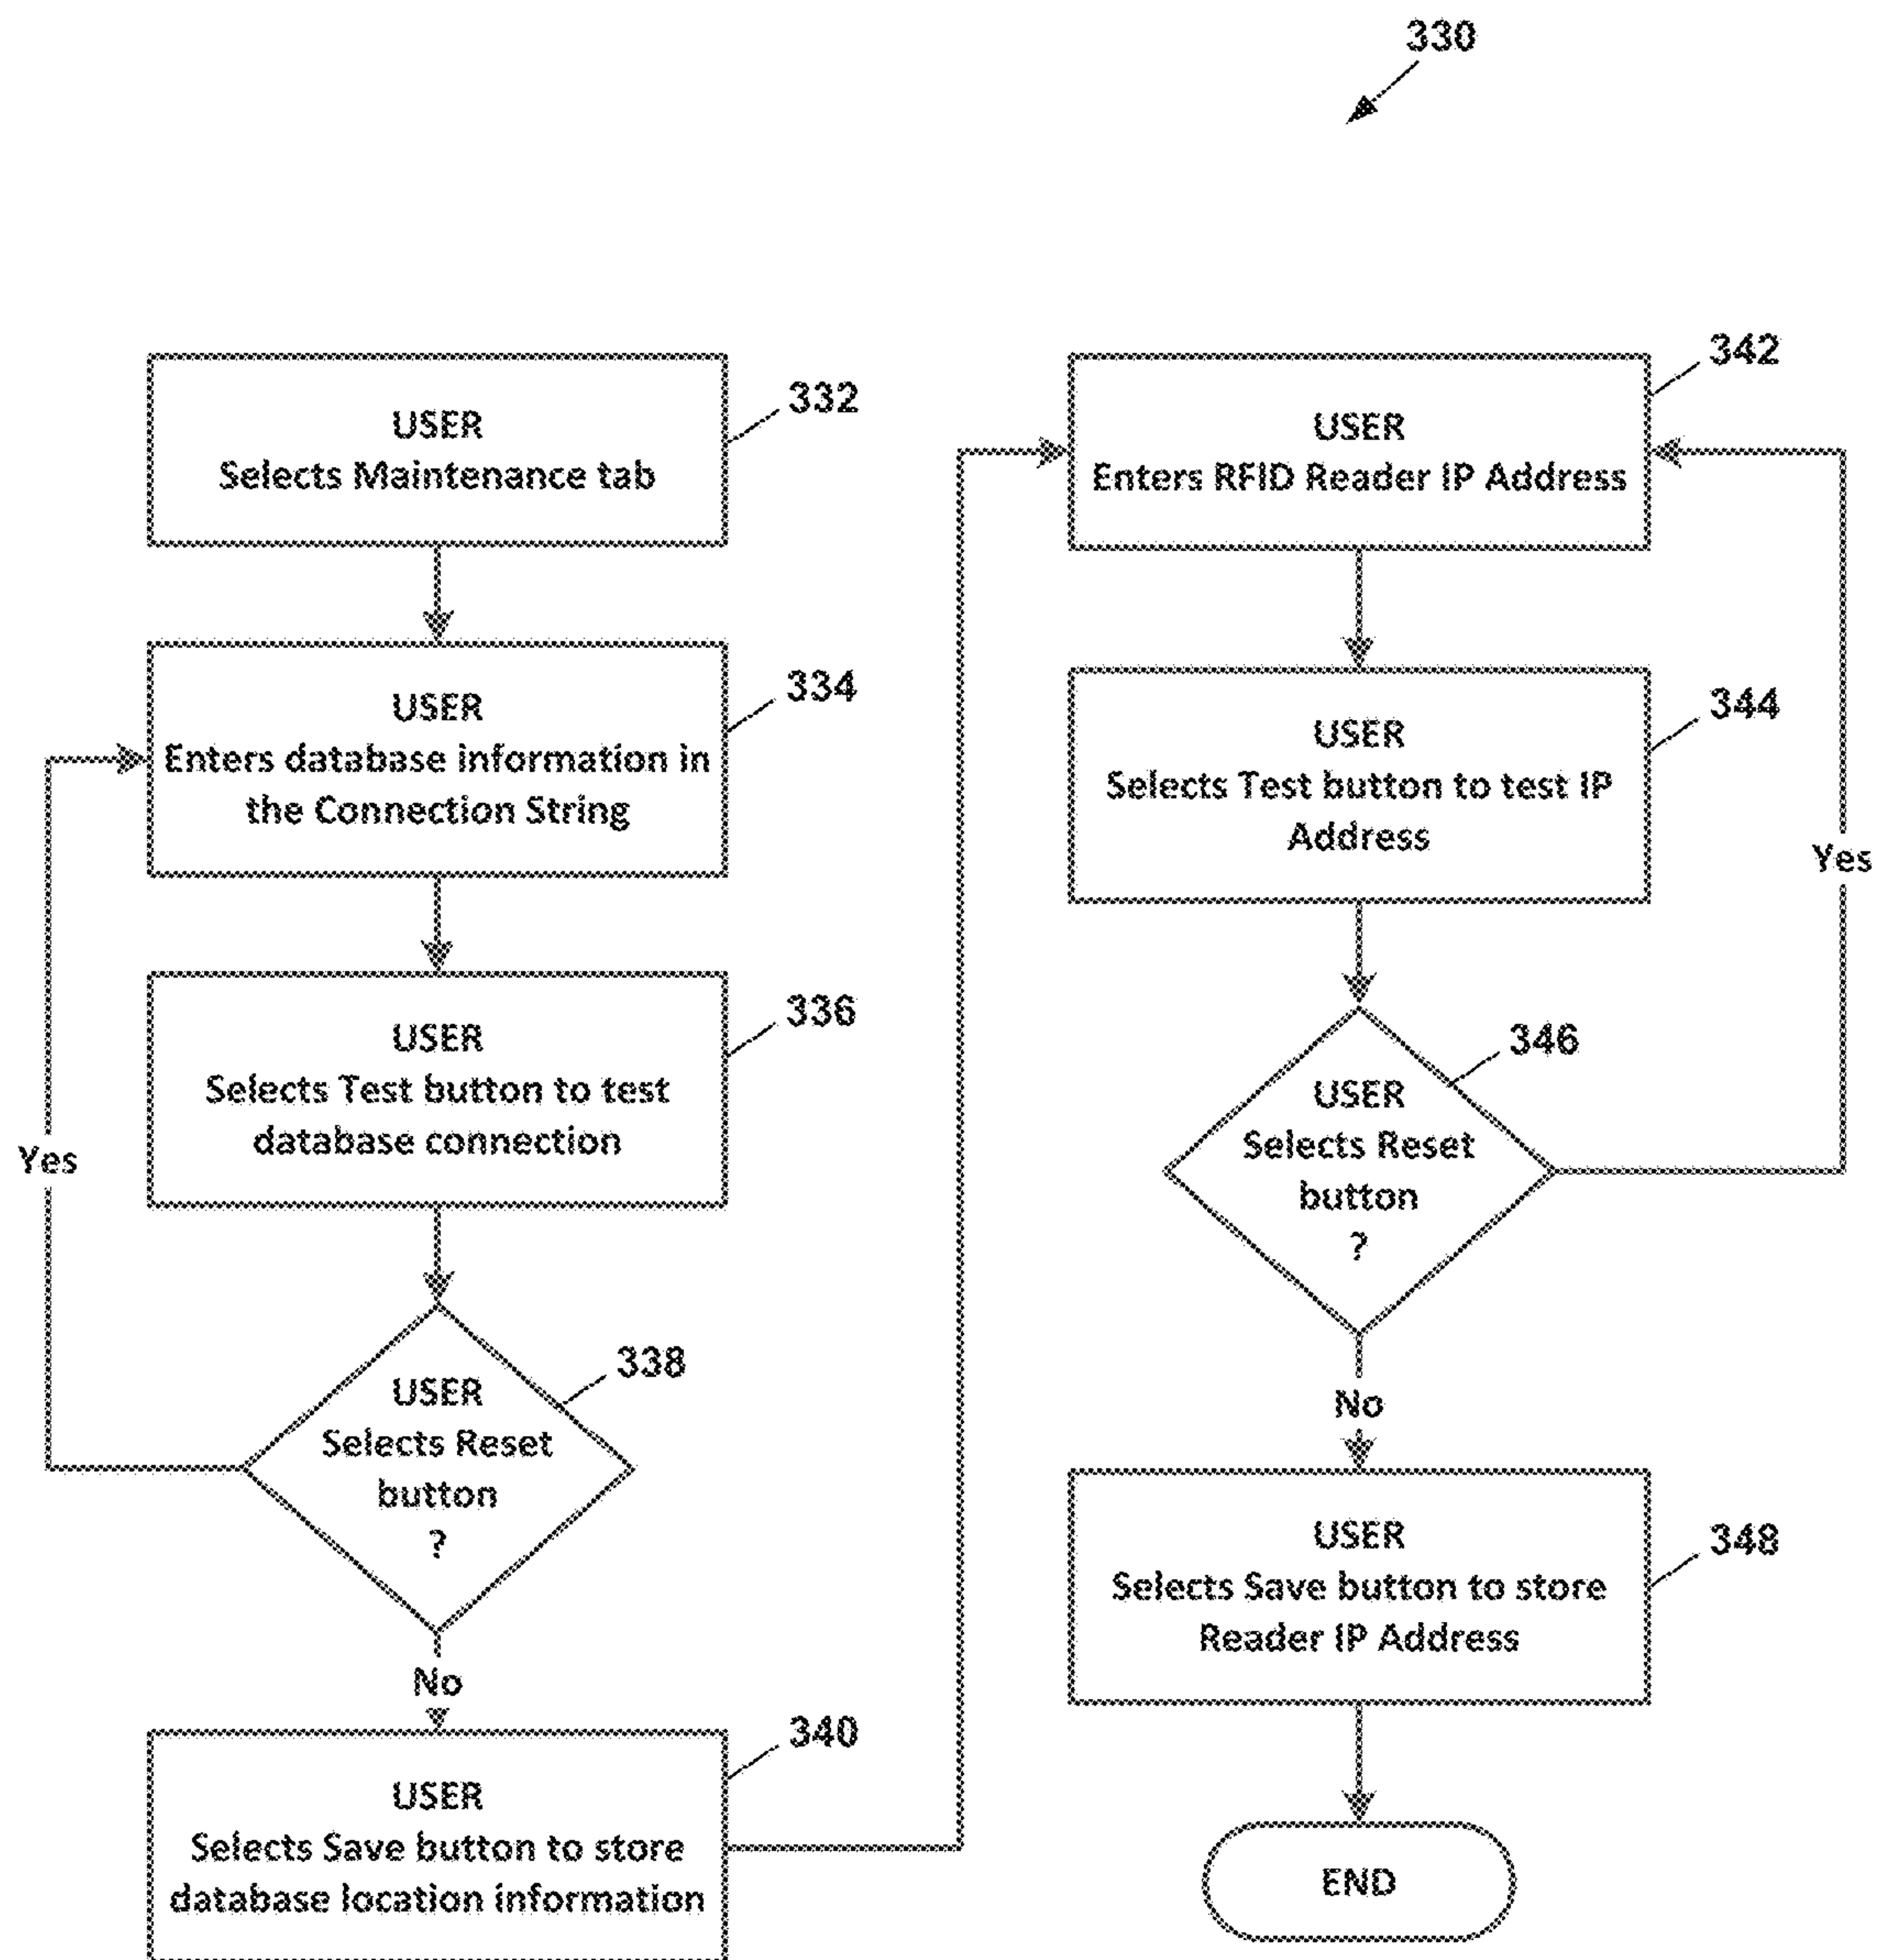 330
332
USER
Selects Maintenance tab
334
USER
Enters database information in
the Connection String
336
USER
Selects Test button to test
database connection
Yes
338
USER
Selects Reset
button
?
No
340
USER
Selects Save button to store
database location information
342
USER
Enters RFID Reader IP Address
344
USER
Selects Test button to test IP
Address
Yes
346
USER
Selects Reset
button
?
No
348
USER
Selects Save button to store
Reader IP Address
END